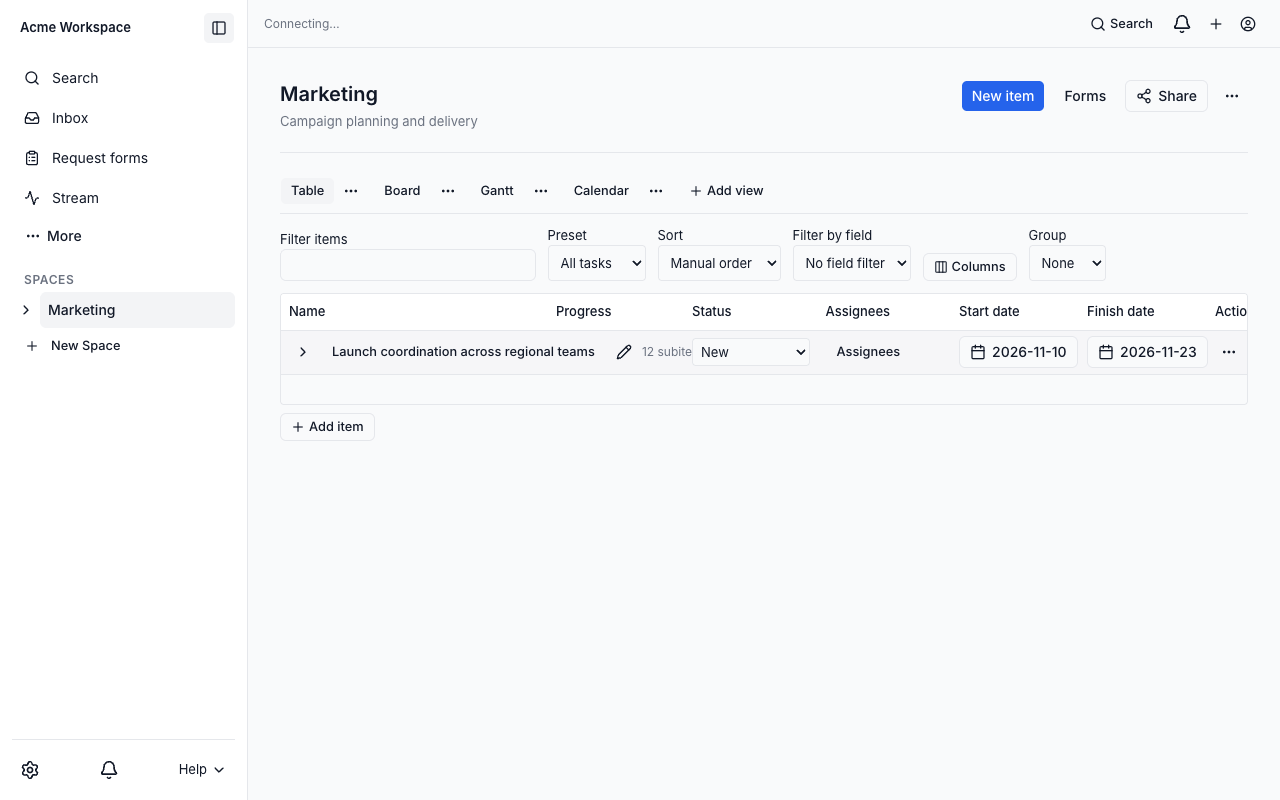 Acme Workspace
Connecting...
Search
Search
Inbox
Request forms
Stream
More
SPACES
Marketing
New Space
Help
Marketing
Campaign planning and delivery
New item
Forms
Share
Table
Board
Gantt
Calendar
Add view
Filter items
Preset
All tasks
Sort
Manual order
Filter by field
No field filter
Columns
Group
None
Name Progress Status Assignees Start date Finish date Actio
Launch coordination across regional teams 12 subite New Assignees 2026-11-10 2026-11-23
Add item